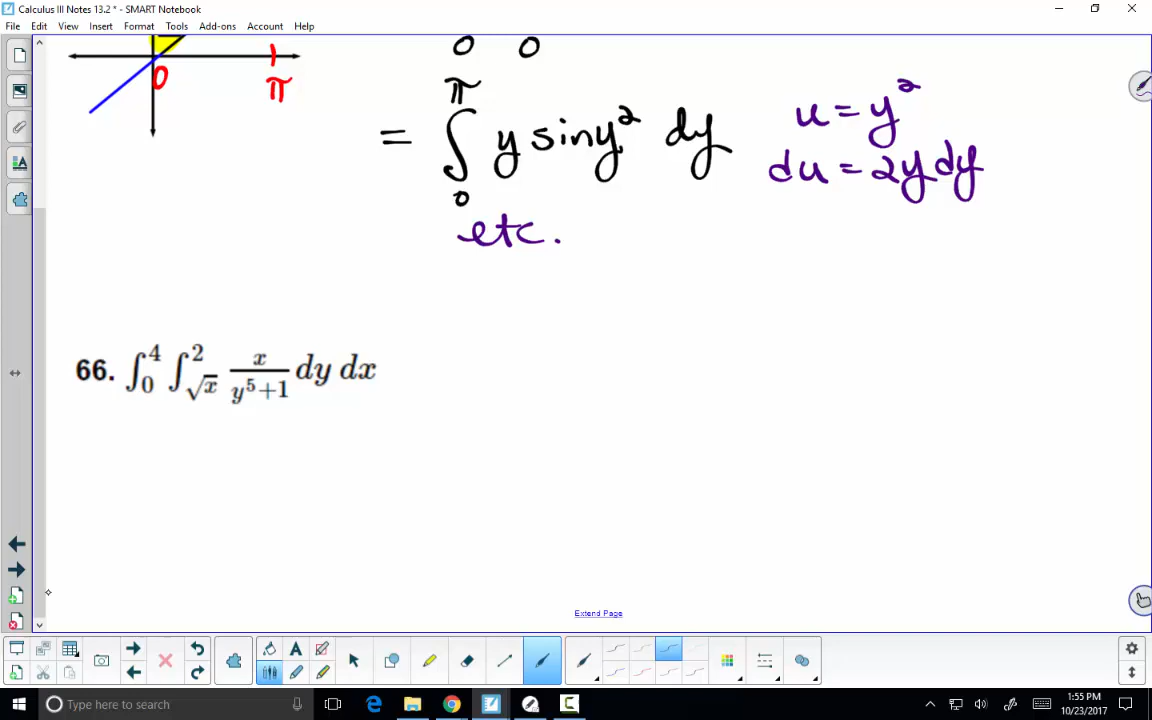 Calculus III Notes 13.2 * - SMART Notebook
File Edit View Insert Format Tools Add-ons Account Help
0 0
0
π
π
= ∫ y sin y² dy
0
u = y²
du = 2y dy
etc.
66. ∫₀⁴ ∫_√x² x/(y⁵+1) dy dx
Extend Page
Type here to search
1:55 PM
10/23/2017